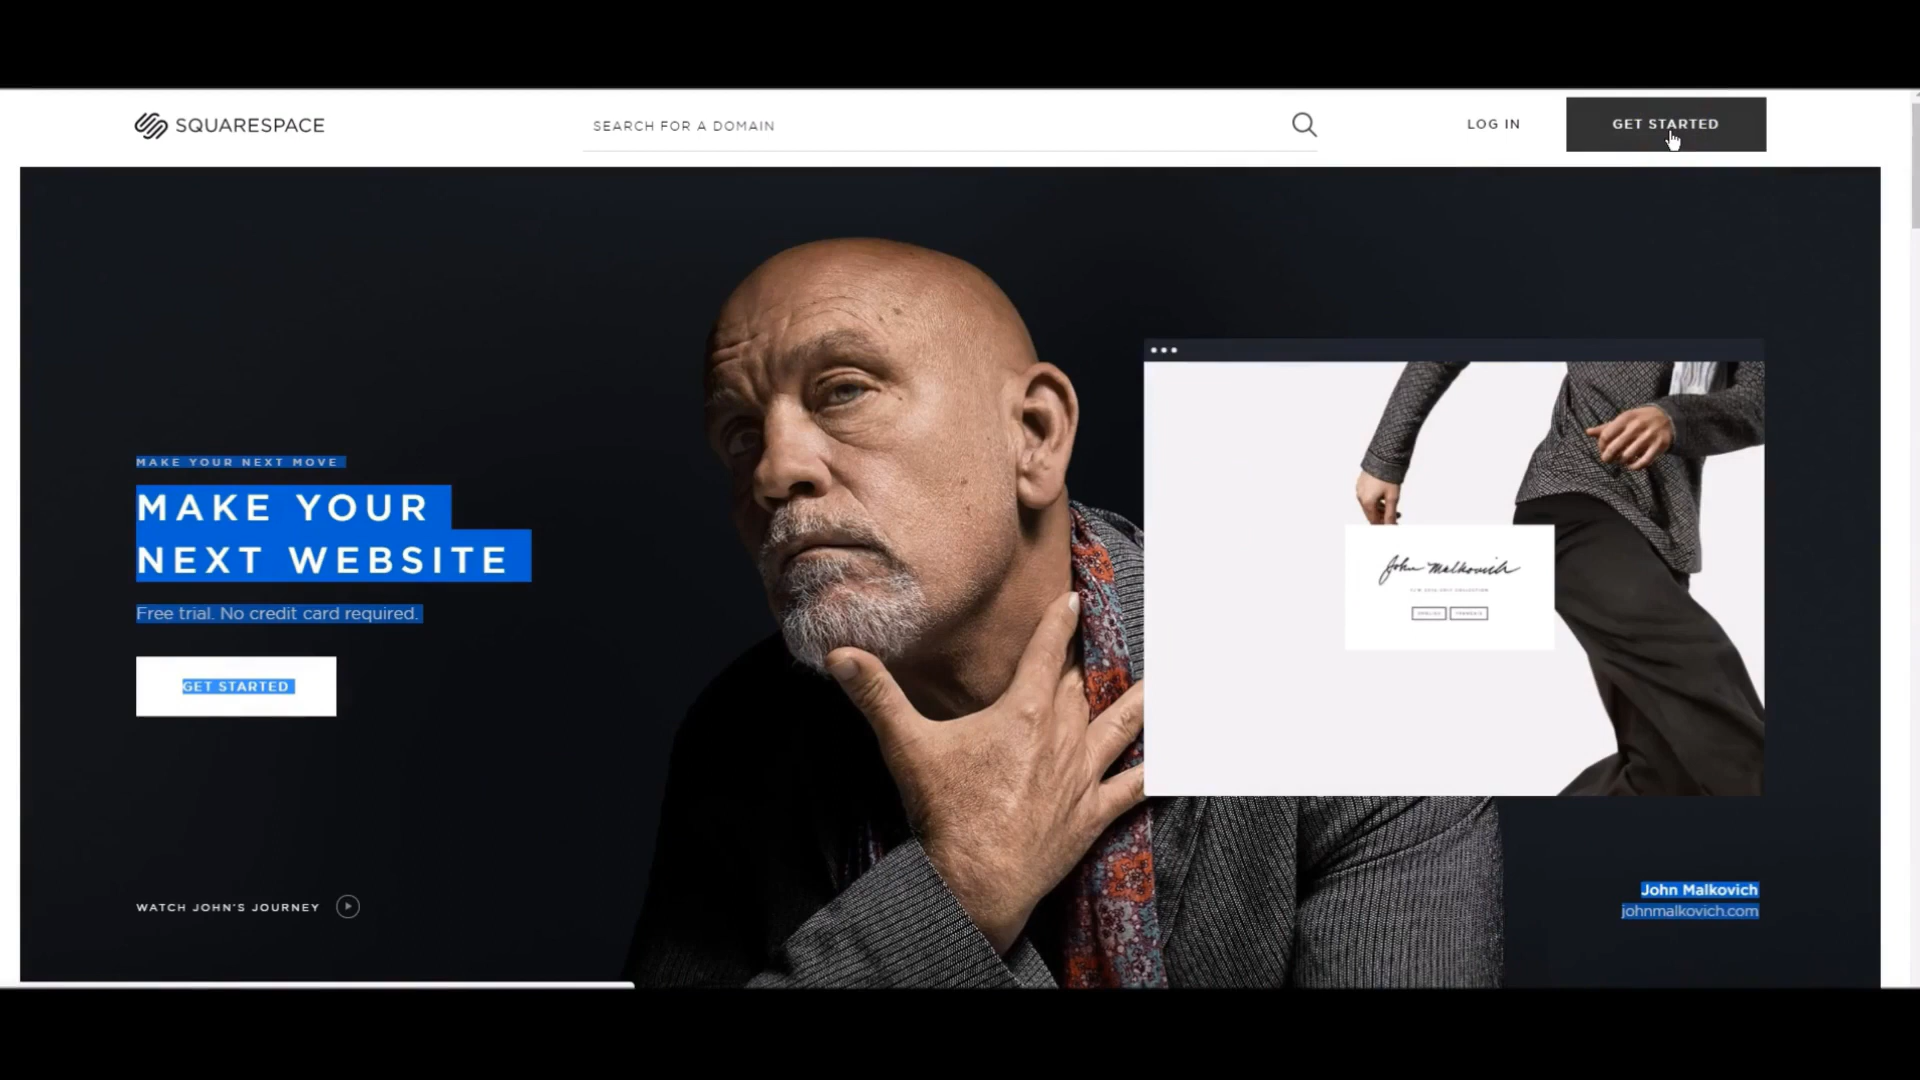 SQUARESPACE
SEARCH FOR A DOMAIN
LOG IN
GET STARTED
MAKE YOUR NEXT MOVE
MAKE YOUR
NEXT WEBSITE
Free trial. No credit card required.
GET STARTED
John Malkovich
WATCH JOHN'S JOURNEY
John Malkovich
johnmalkovich.com